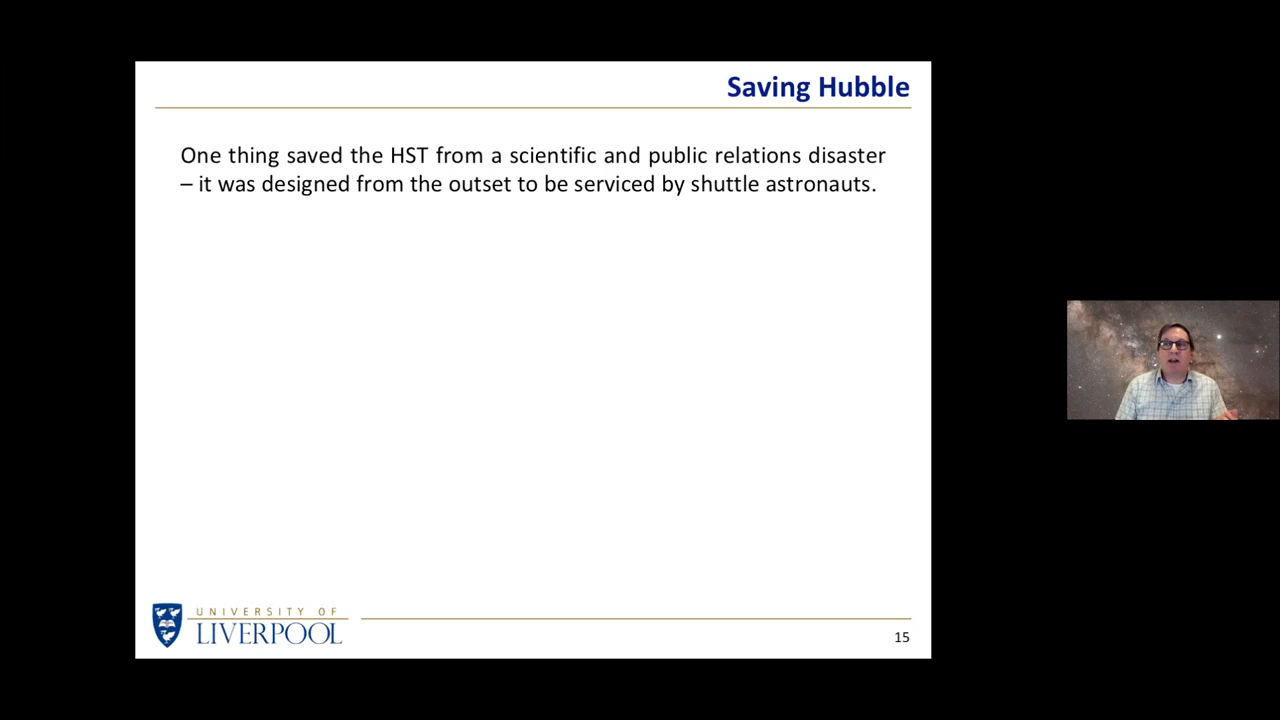 Saving Hubble
One thing saved the HST from a scientific and public relations disaster
– it was designed from the outset to be serviced by shuttle astronauts.
UNIVERSITY OF
LIVERPOOL
15